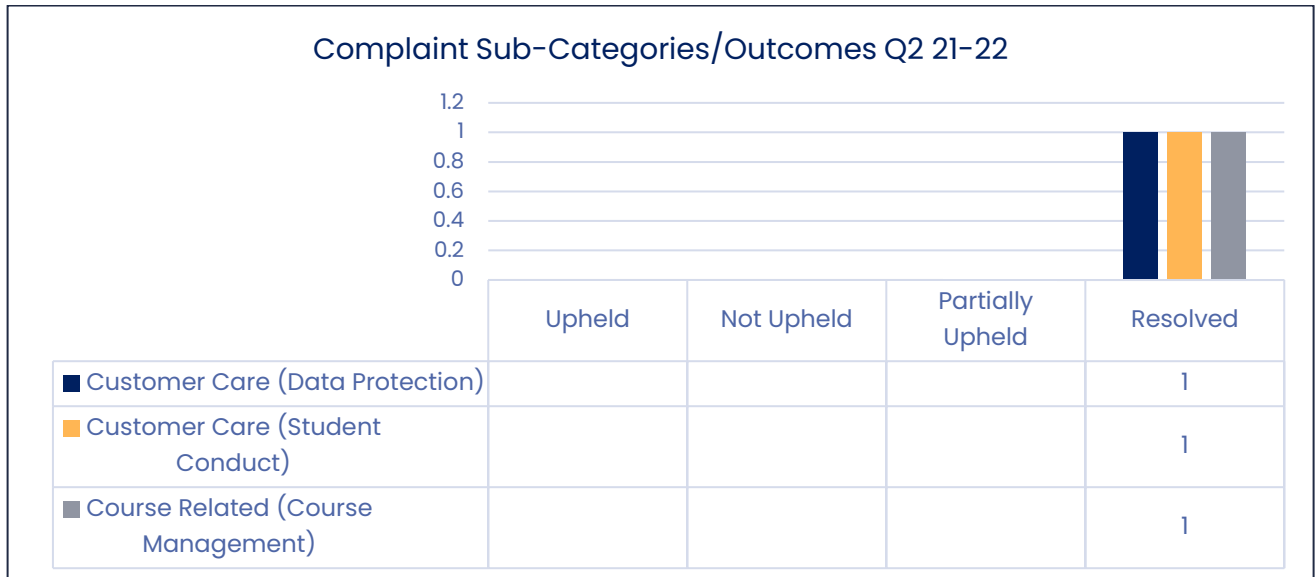 Complaint Sub-Categories/Outcomes Q2 21-22
1.2
1
0.8
0.6
0.4
0.2
0
Upheld
Not Upheld
Partially
Upheld
Resolved
Customer Care (Data Protection)
1
Customer Care (Student
Conduct)
1
Course Related (Course
Management)
1